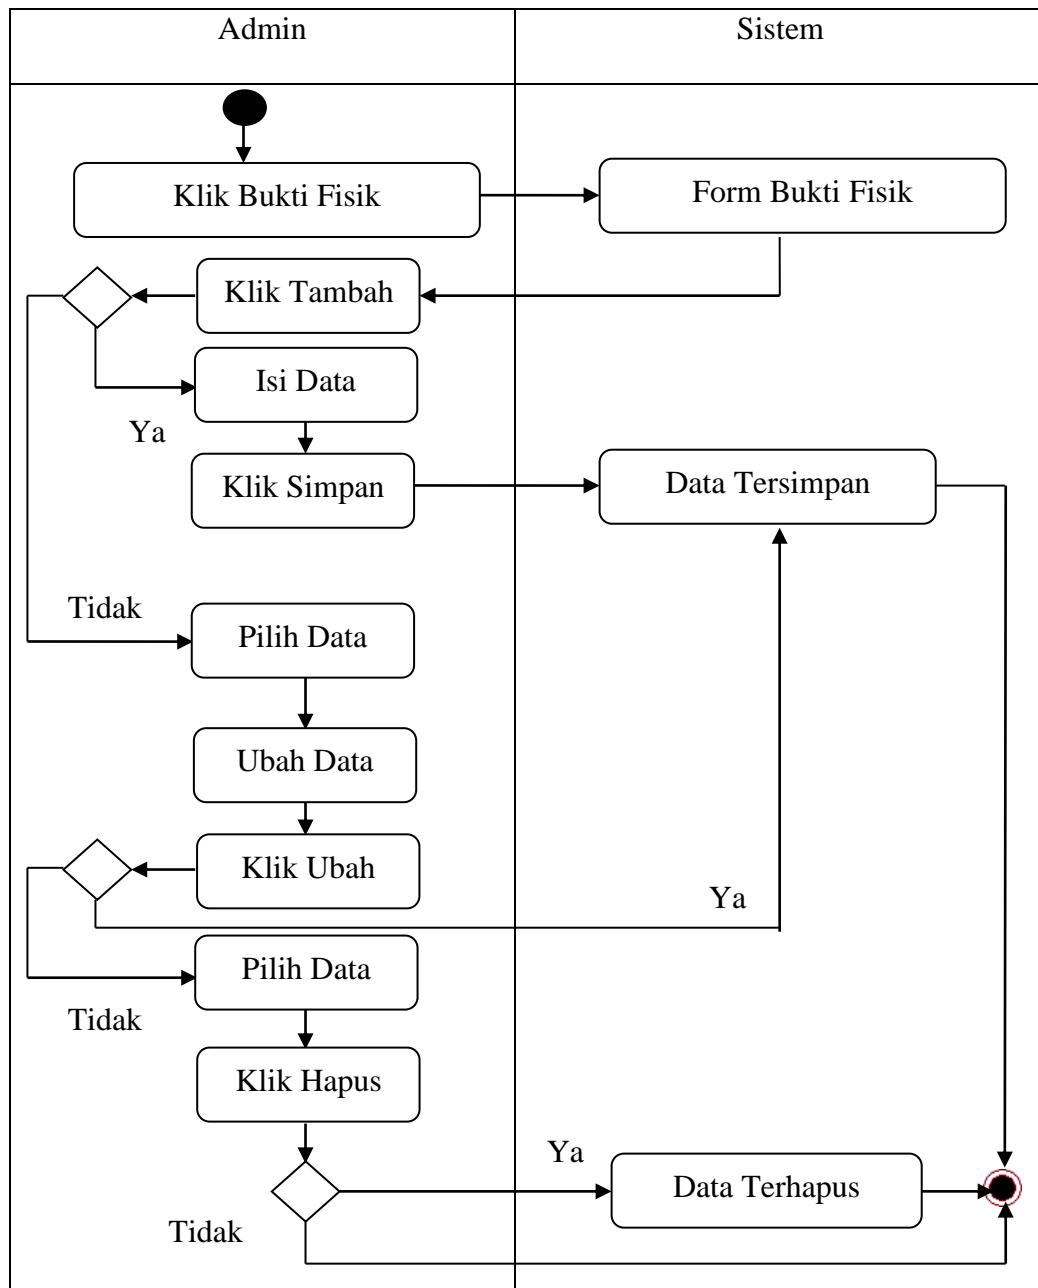 Admin
Sistem
Klik Bukti Fisik
Form Bukti Fisik
Klik Tambah
Isi Data
Ya
Klik Simpan
Data Tersimpan
Tidak
Pilih Data
Ubah Data
Klik Ubah
Ya
Pilih Data
Tidak
Klik Hapus
Ya
Data Terhapus
Tidak